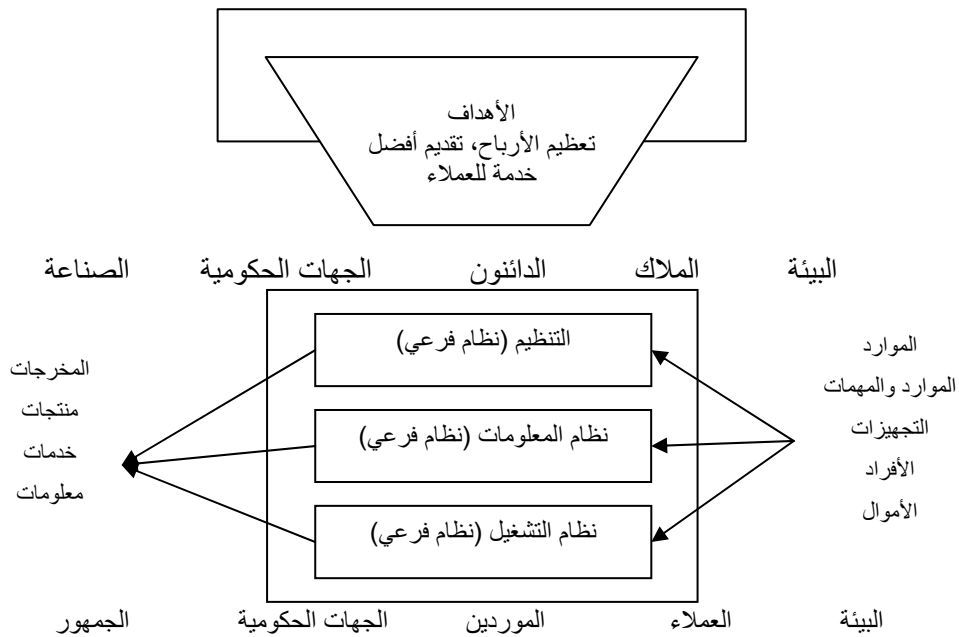 الأهداف
تعظيم الأرباح، تقديم أفضل
خدمة للعملاء
البيئة الملاك الدائنون الجهات الحكومية الصناعة
الموارد
الموارد والمهمات
التجهيزات
الأفراد
الأموال
التنظيم (نظام فرعي)
نظام المعلومات (نظام فرعي)
نظام التشغيل (نظام فرعي)
المخرجات
منتجات
خدمات
معلومات
البيئة العملاء الموردين الجهات الحكومية الجمهور